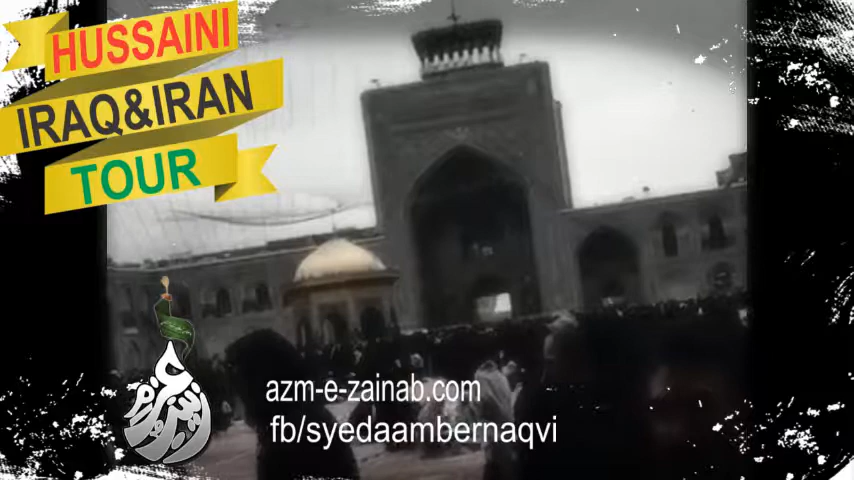 HUSSAINI
IRAQ&IRAN
TOUR
azm-e-zainab.com
fb/syedaambernaqvi